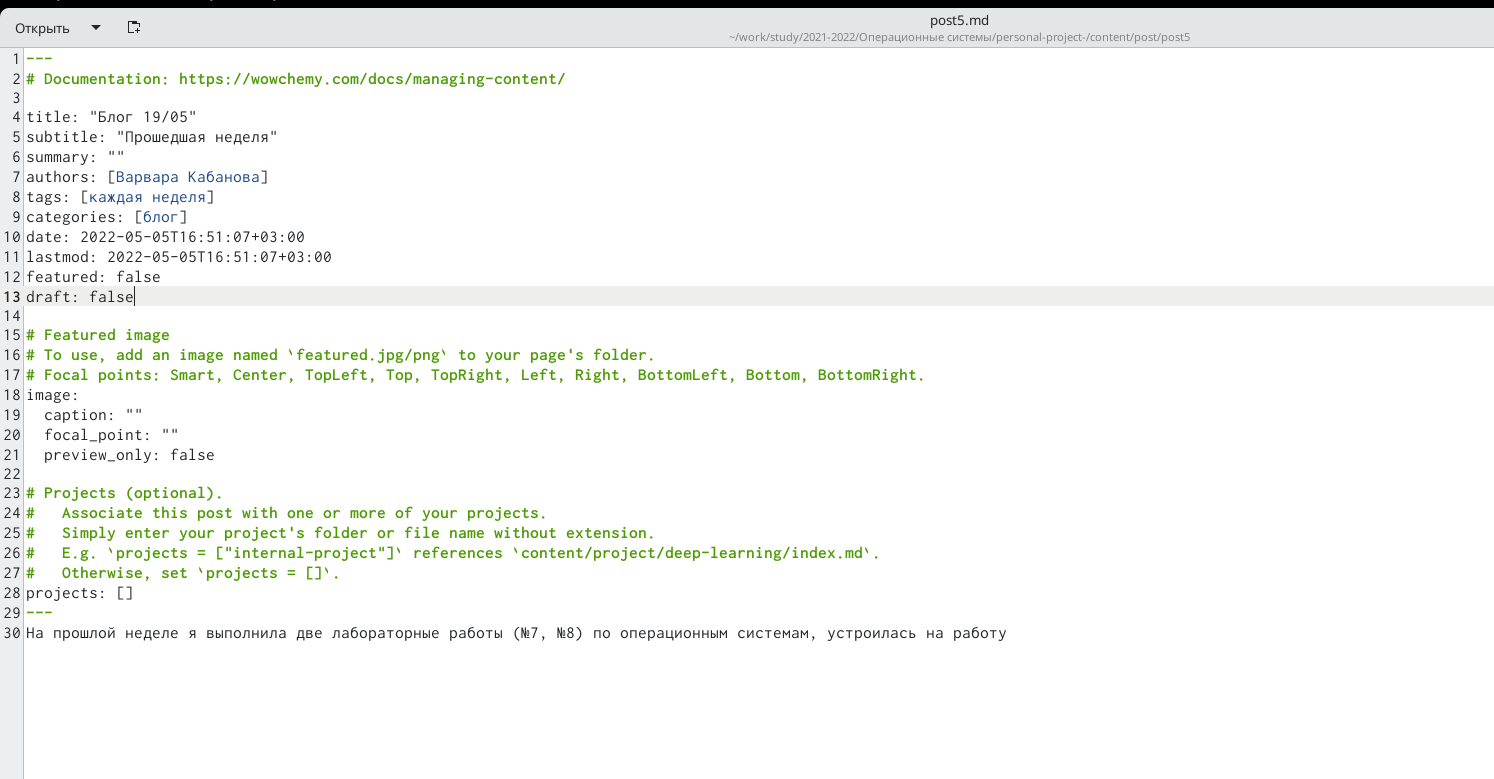 Открыть
post5.md
~/work/study/2021-2022/Операционные системы/personal-project-/content/post/post5
1 ---
2 # Documentation: https://wowchemy.com/docs/managing-content/
3
4 title: "Блог 19/05"
5 subtitle: "Прошедшая неделя"
6 summary: ""
7 authors: [Варвара Кабанова]
8 tags: [каждая неделя]
9 categories: [блог]
10 date: 2022-05-05T16:51:07+03:00
11 lastmod: 2022-05-05T16:51:07+03:00
12 featured: false
13 draft: false
14
15 # Featured image
16 # To use, add an image named `featured.jpg/png` to your page's folder.
17 # Focal points: Smart, Center, TopLeft, Top, TopRight, Left, Right, BottomLeft, Bottom, BottomRight.
18 image:
19   caption: ""
20   focal_point: ""
21   preview_only: false
22
23 # Projects (optional).
24 #   Associate this post with one or more of your projects.
25 #   Simply enter your project's folder or file name without extension.
26 #   E.g. `projects = ["internal-project"]` references `content/project/deep-learning/index.md`.
27 #   Otherwise, set `projects = []`.
28 projects: []
29 ---
30 На прошлой неделе я выполнила две лабораторные работы (№7, №8) по операционным системам, устроилась на работу